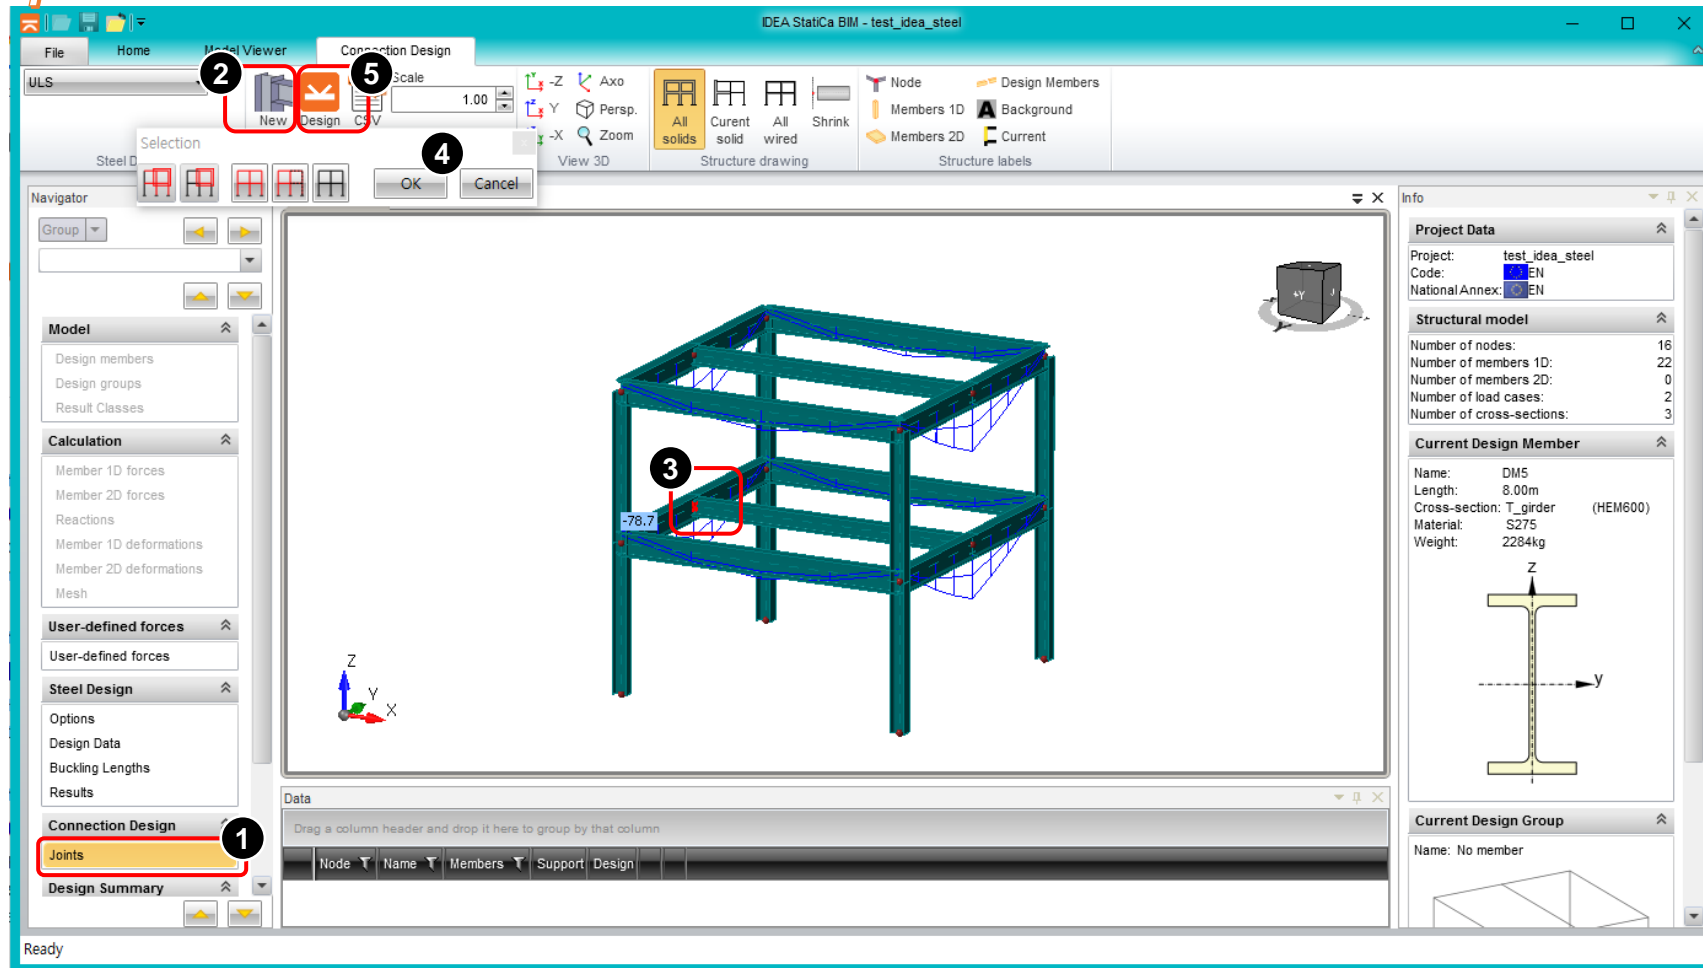 IDEA StatiCa BIM - test_idea_steel
File Home Model Viewer Connection Design
ULS
2
5
New
Design
CSV
Scale
1.00
-Z
Y
-X
Axo
Persp.
Zoom
View 3D
All solids
Curent solid
All wired
Shrink
Structure drawing
Node
Members 1D
Members 2D
Design Members
A Background
Current
Structure labels
Steel D
Selection
4
OK Cancel
Navigator
Group
Model
Design members
Design groups
Result Classes
Calculation
Member 1D forces
Member 2D forces
Reactions
Member 1D deformations
Member 2D deformations
Mesh
User-defined forces
User-defined forces
Steel Design
Options
Design Data
Buckling Lengths
Results
Connection Design
1
Joints
Design Summary
3
-78.7
+Y
Z
Y
X
Data
Drag a column header and drop it here to group by that column
Node Name Members Support Design
Info
Project Data
Project: test_idea_steel
Code: EN
National Annex: EN
Structural model
Number of nodes: 16
Number of members 1D: 22
Number of members 2D: 0
Number of load cases: 2
Number of cross-sections: 3
Current Design Member
Name: DM5
Length: 8.00m
Cross-section: T_girder (HEM600)
Material: S275
Weight: 2284kg
z
y
Current Design Group
Name: No member
Ready